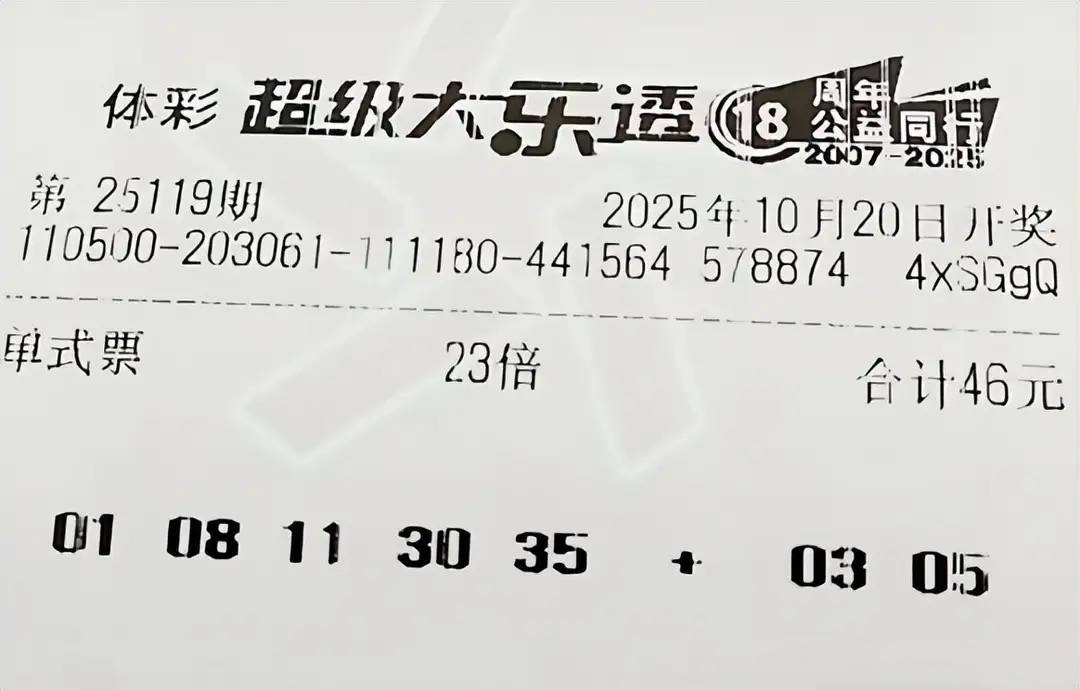 体彩 超级大乐透 18周年 公益同行 2007-2025
第 25119期 2025年10月20日开奖
110500-203061-111180-441564 578874 4xSGgQ
单式票 23倍 合计46元
01 08 11 30 35 + 03 05